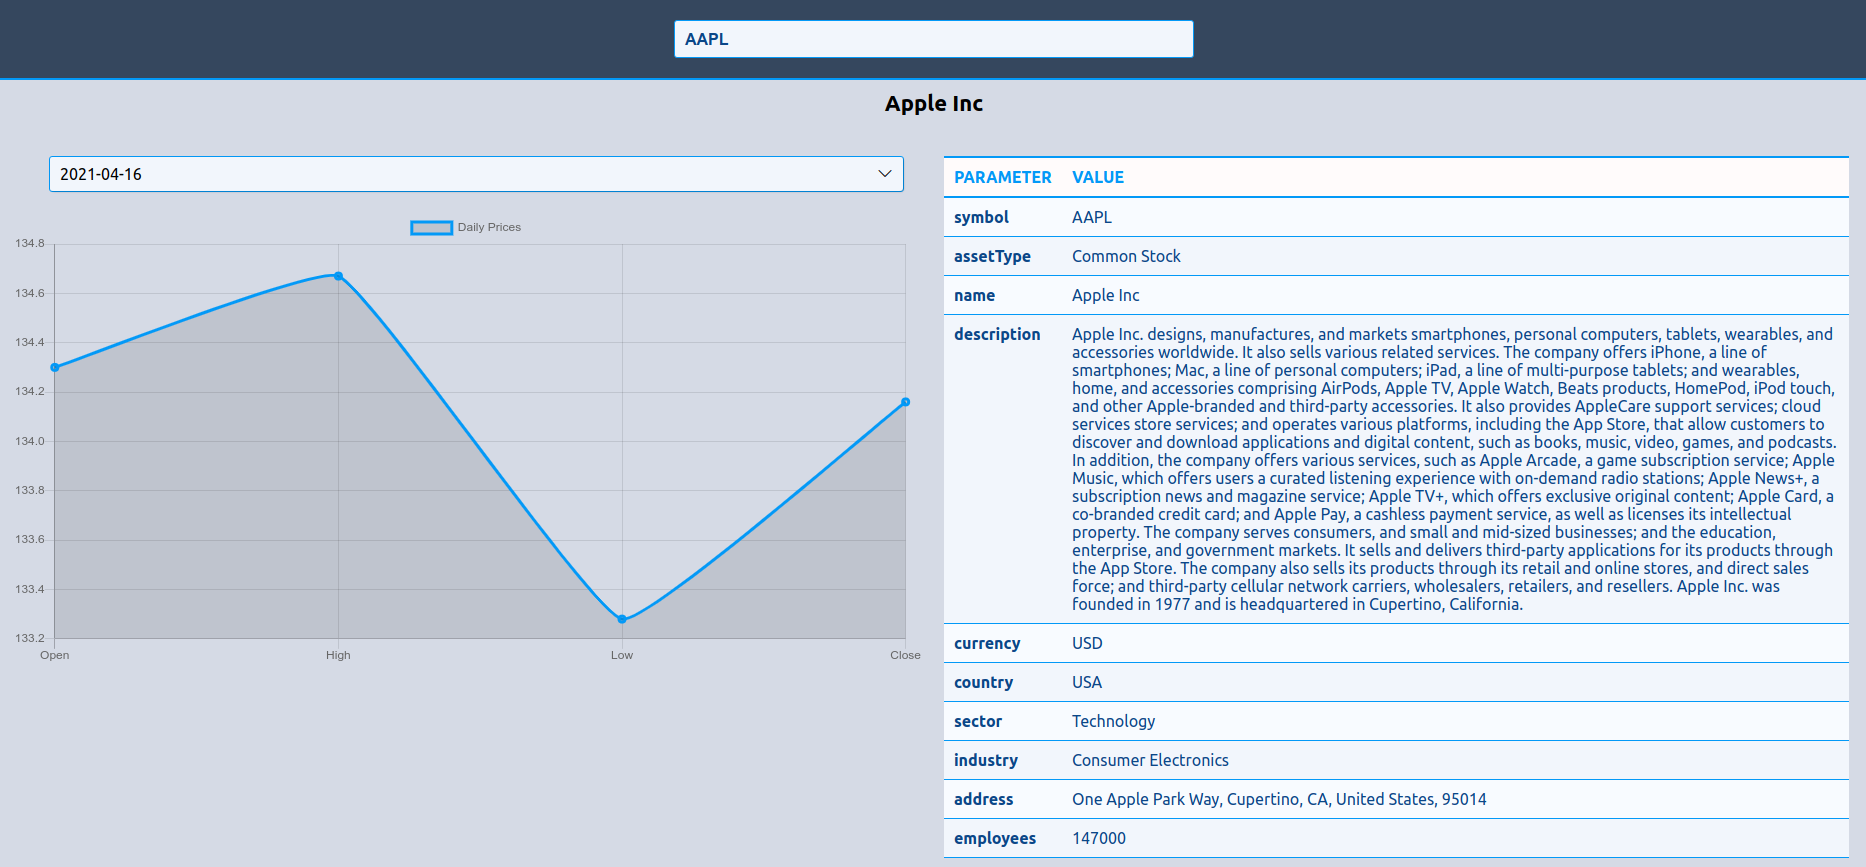 AAPL
Apple Inc
2021-04-16
Daily Prices
134.8
134.6
134.4
134.2
134.0
133.8
133.6
133.4
133.2
Open High Low Close
PARAMETER VALUE
symbol AAPL
assetType Common Stock
name Apple Inc
description Apple Inc. designs, manufactures, and markets smartphones, personal computers, tablets, wearables, and
accessories worldwide. It also sells various related services. The company offers iPhone, a line of
smartphones; Mac, a line of personal computers; iPad, a line of multi-purpose tablets; and wearables,
home, and accessories comprising AirPods, Apple TV, Apple Watch, Beats products, HomePod, iPod touch,
and other Apple-branded and third-party accessories. It also provides AppleCare support services; cloud
services store services; and operates various platforms, including the App Store, that allow customers to
discover and download applications and digital content, such as books, music, video, games, and podcasts.
In addition, the company offers various services, such as Apple Arcade, a game subscription service; Apple
Music, which offers users a curated listening experience with on-demand radio stations; Apple News+, a
subscription news and magazine service; Apple TV+, which offers exclusive original content; Apple Card, a
co-branded credit card; and Apple Pay, a cashless payment service, as well as licenses its intellectual
property. The company serves consumers, and small and mid-sized businesses; and the education,
enterprise, and government markets. It sells and delivers third-party applications for its products through
the App Store. The company also sells its products through its retail and online stores, and direct sales
force; and third-party cellular network carriers, wholesalers, retailers, and resellers. Apple Inc. was
founded in 1977 and is headquartered in Cupertino, California.
currency USD
country USA
sector Technology
industry Consumer Electronics
address One Apple Park Way, Cupertino, CA, United States, 95014
employees 147000